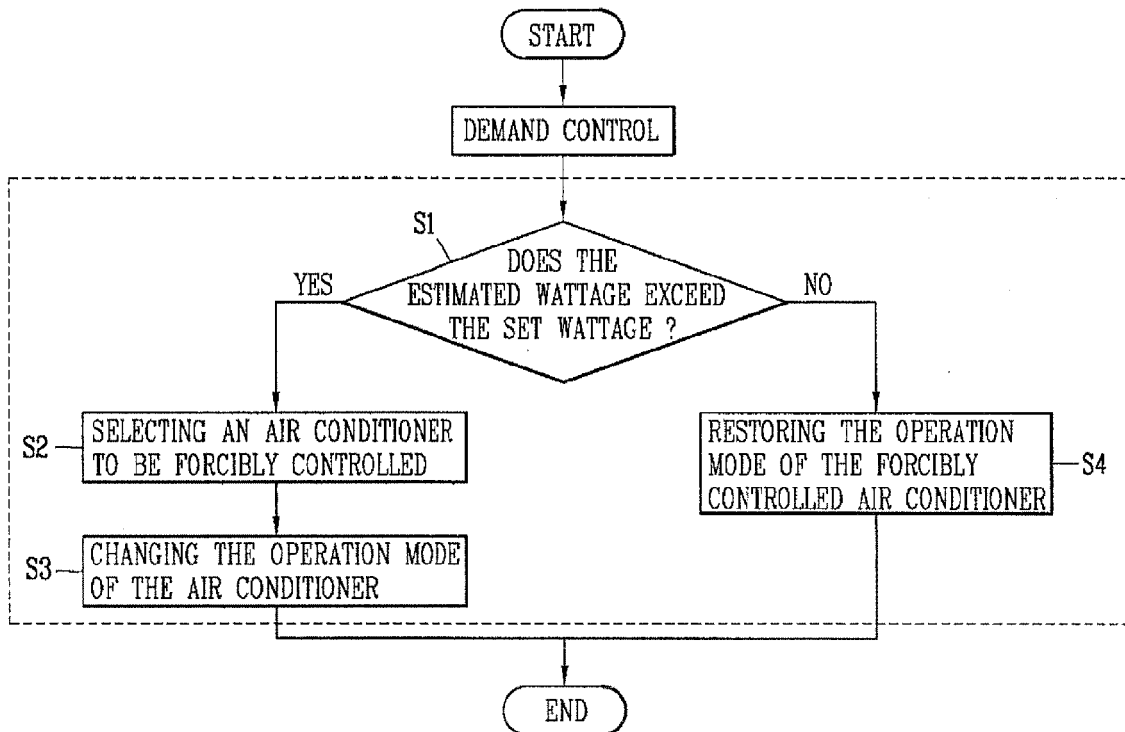 START
DEMAND CONTROL
S1
DOES THE
ESTIMATED WATTAGE EXCEED
THE SET WATTAGE ?
YES
NO
S2
SELECTING AN AIR CONDITIONER
TO BE FORCIBLY CONTROLLED
RESTORING THE OPERATION
MODE OF THE FORCIBLY
CONTROLLED AIR CONDITIONER
S4
S3
CHANGING THE OPERATION MODE
OF THE AIR CONDITIONER
END